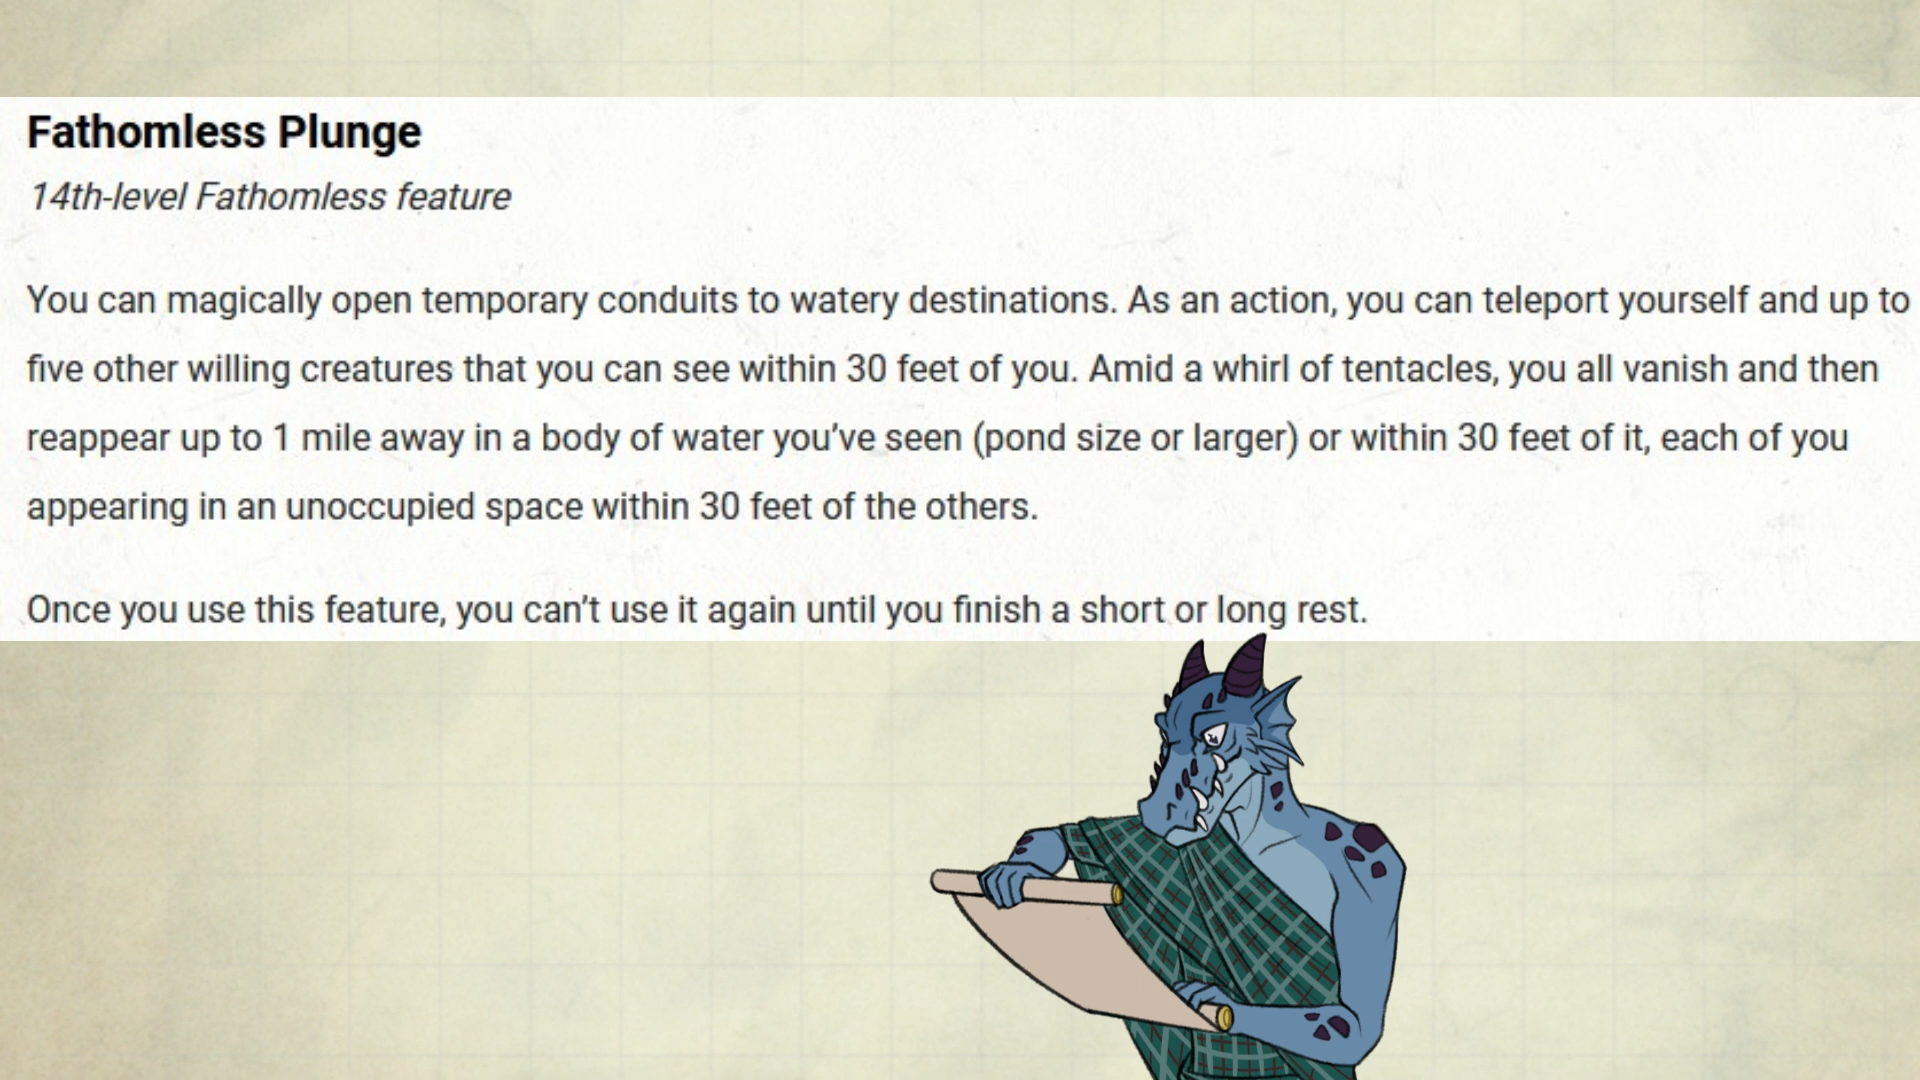 Fathomless Plunge
14th-level Fathomless feature
You can magically open temporary conduits to watery destinations. As an action, you can teleport yourself and up to
five other willing creatures that you can see within 30 feet of you. Amid a whirl of tentacles, you all vanish and then
reappear up to 1 mile away in a body of water you’ve seen (pond size or larger) or within 30 feet of it, each of you
appearing in an unoccupied space within 30 feet of the others.
Once you use this feature, you can’t use it again until you finish a short or long rest.